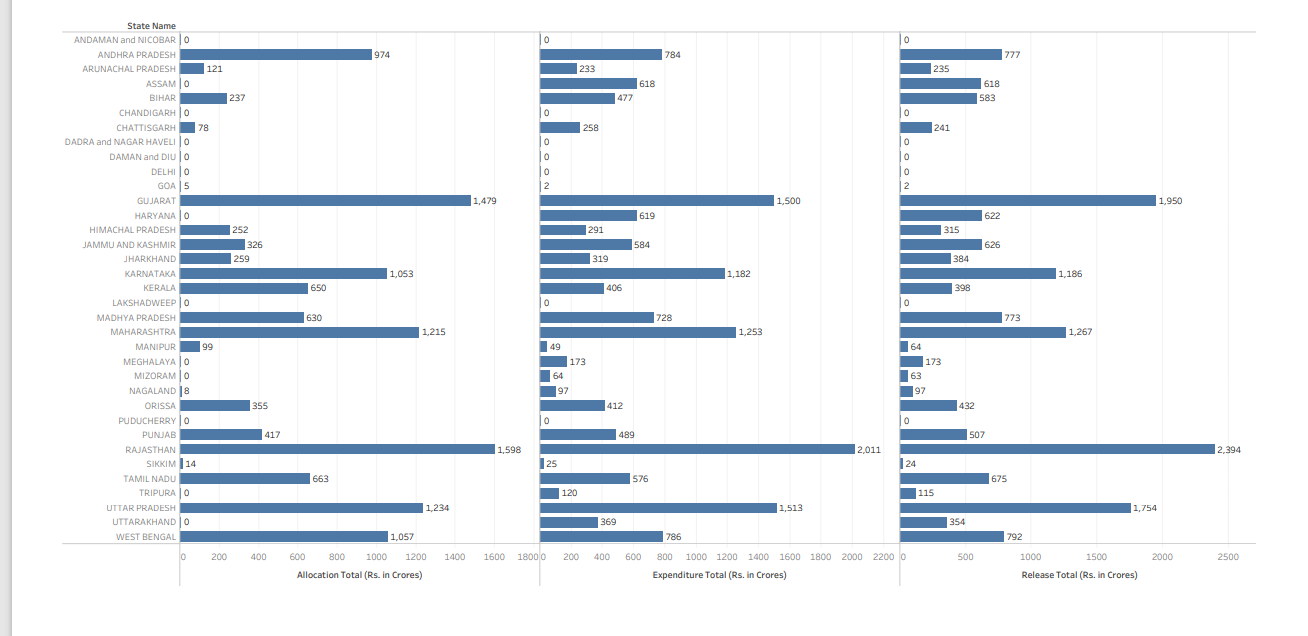 State Name
ANDAMAN and NICOBAR 0 0 0
ANDHRA PRADESH 974 784 777
ARUNACHAL PRADESH 121 233 235
ASSAM 0 618 618
BIHAR 237 477 583
CHANDIGARH 0 0 0
CHATTISGARH 78 258 241
DADRA and NAGAR HAVELI 0 0 0
DAMAN and DIU 0 0 0
DELHI 0 0 0
GOA 5 2 2
GUJARAT 1,479 1,500 1,950
HARYANA 0 619 622
HIMACHAL PRADESH 252 291 315
JAMMU AND KASHMIR 326 584 626
JHARKHAND 259 319 384
KARNATAKA 1,053 1,182 1,186
KERALA 650 406 398
LAKSHADWEEP 0 0 0
MADHYA PRADESH 630 728 773
MAHARASHTRA 1,215 1,253 1,267
MANIPUR 99 49 64
MEGHALAYA 0 173 173
MIZORAM 0 64 63
NAGALAND 8 97 97
ORISSA 355 412 432
PUDUCHERRY 0 0 0
PUNJAB 417 489 507
RAJASTHAN 1,598 2,011 2,394
SIKKIM 14 25 24
TAMIL NADU 663 576 675
TRIPURA 0 120 115
UTTAR PRADESH 1,234 1,513 1,754
UTTARAKHAND 0 369 354
WEST BENGAL 1,057 786 792
0 200 400 600 800 1000 1200 1400 1600 1800 0 200 400 600 800 1000 1200 1400 1600 1800 2000 2200 0 500 1000 1500 2000 2500
Allocation Total (Rs. in Crores) Expenditure Total (Rs. in Crores) Release Total (Rs. in Crores)